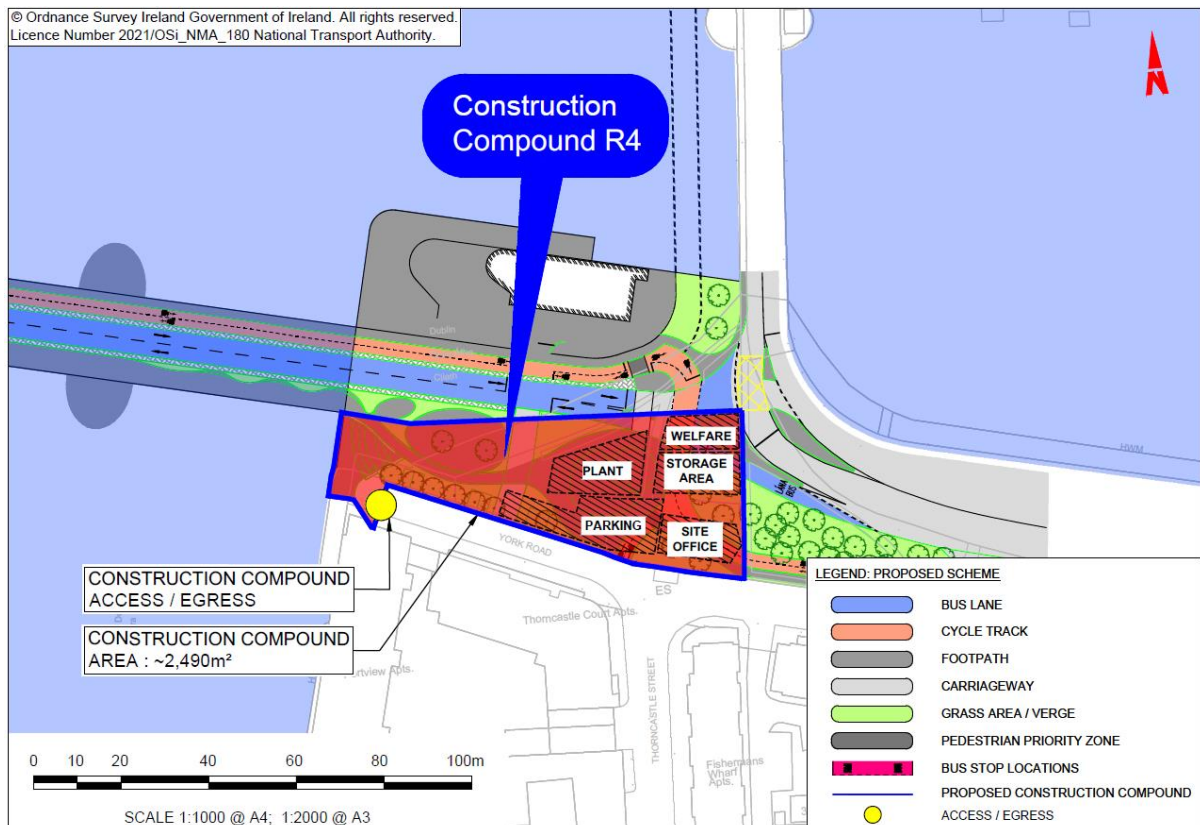 © Ordnance Survey Ireland Government of Ireland. All rights reserved.
Licence Number 2021/OSi_NMA_180 National Transport Authority.
N
Construction
Compound R4
Dublin
HWM
WELFARE
STORAGE
AREA
PLANT
PARKING
SITE
OFFICE
LÁNA
BUS
YORK ROAD
ES
Thorncastle Court Apts.
THORNCASTLE STREET
Fishermans
Wharf
Apts.
CONSTRUCTION COMPOUND
ACCESS / EGRESS
CONSTRUCTION COMPOUND
AREA : ~2,490m²
LEGEND: PROPOSED SCHEME
BUS LANE
CYCLE TRACK
FOOTPATH
CARRIAGEWAY
GRASS AREA / VERGE
PEDESTRIAN PRIORITY ZONE
BUS STOP LOCATIONS
PROPOSED CONSTRUCTION COMPOUND
ACCESS / EGRESS
0 10 20 40 60 80 100m
SCALE 1:1000 @ A4; 1:2000 @ A3